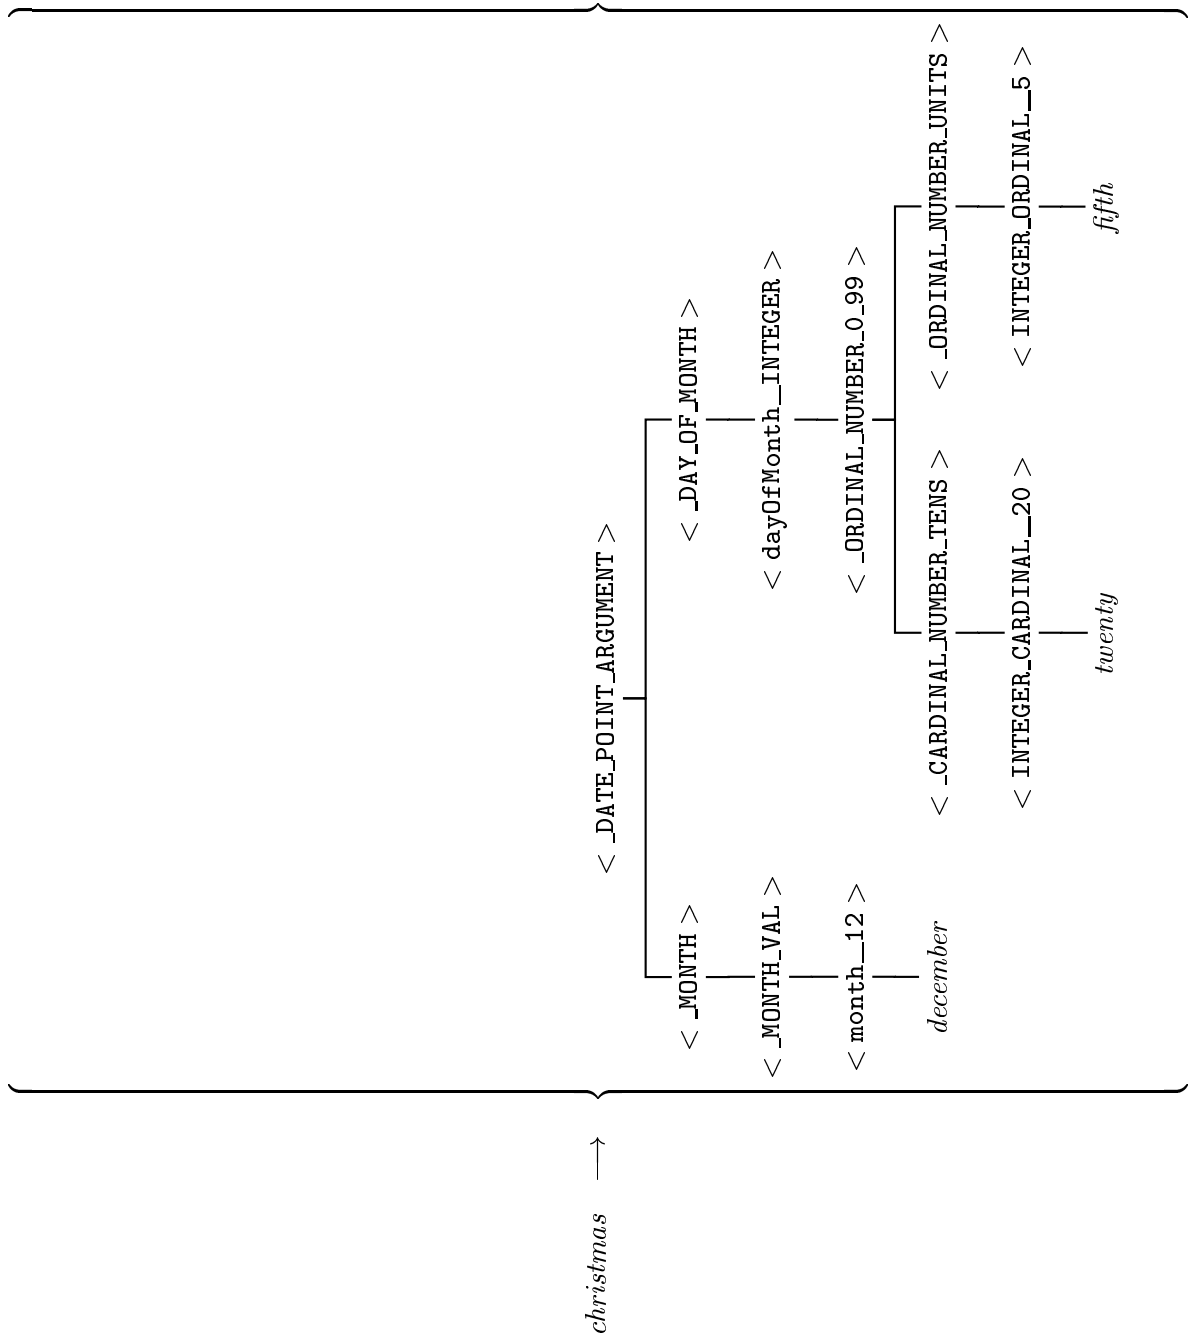 christmas ⟶
< _DATE_POINT_ARGUMENT >
< _MONTH > < _DAY_OF_MONTH >
< _MONTH_VAL > < dayOfMonth__INTEGER >
< month__12 > < _ORDINAL_NUMBER_0_99 >
december < _CARDINAL_NUMBER_TENS > < _ORDINAL_NUMBER_UNITS >
< INTEGER_CARDINAL__20 > < INTEGER_ORDINAL__5 >
twenty fifth